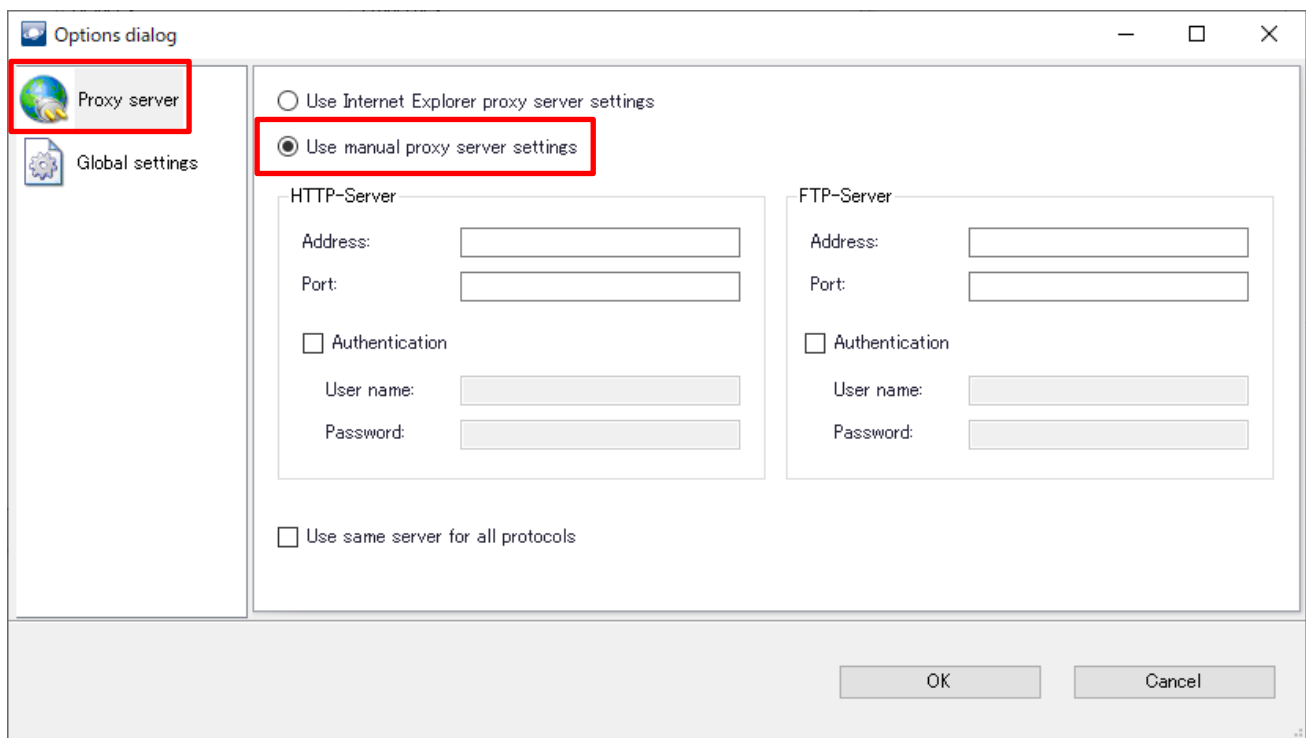 Options dialog
Proxy server
Global settings
Use Internet Explorer proxy server settings
Use manual proxy server settings
HTTP-Server
Address:
Port:
Authentication
User name:
Password:
FTP-Server
Address:
Port:
Authentication
User name:
Password:
Use same server for all protocols
OK
Cancel